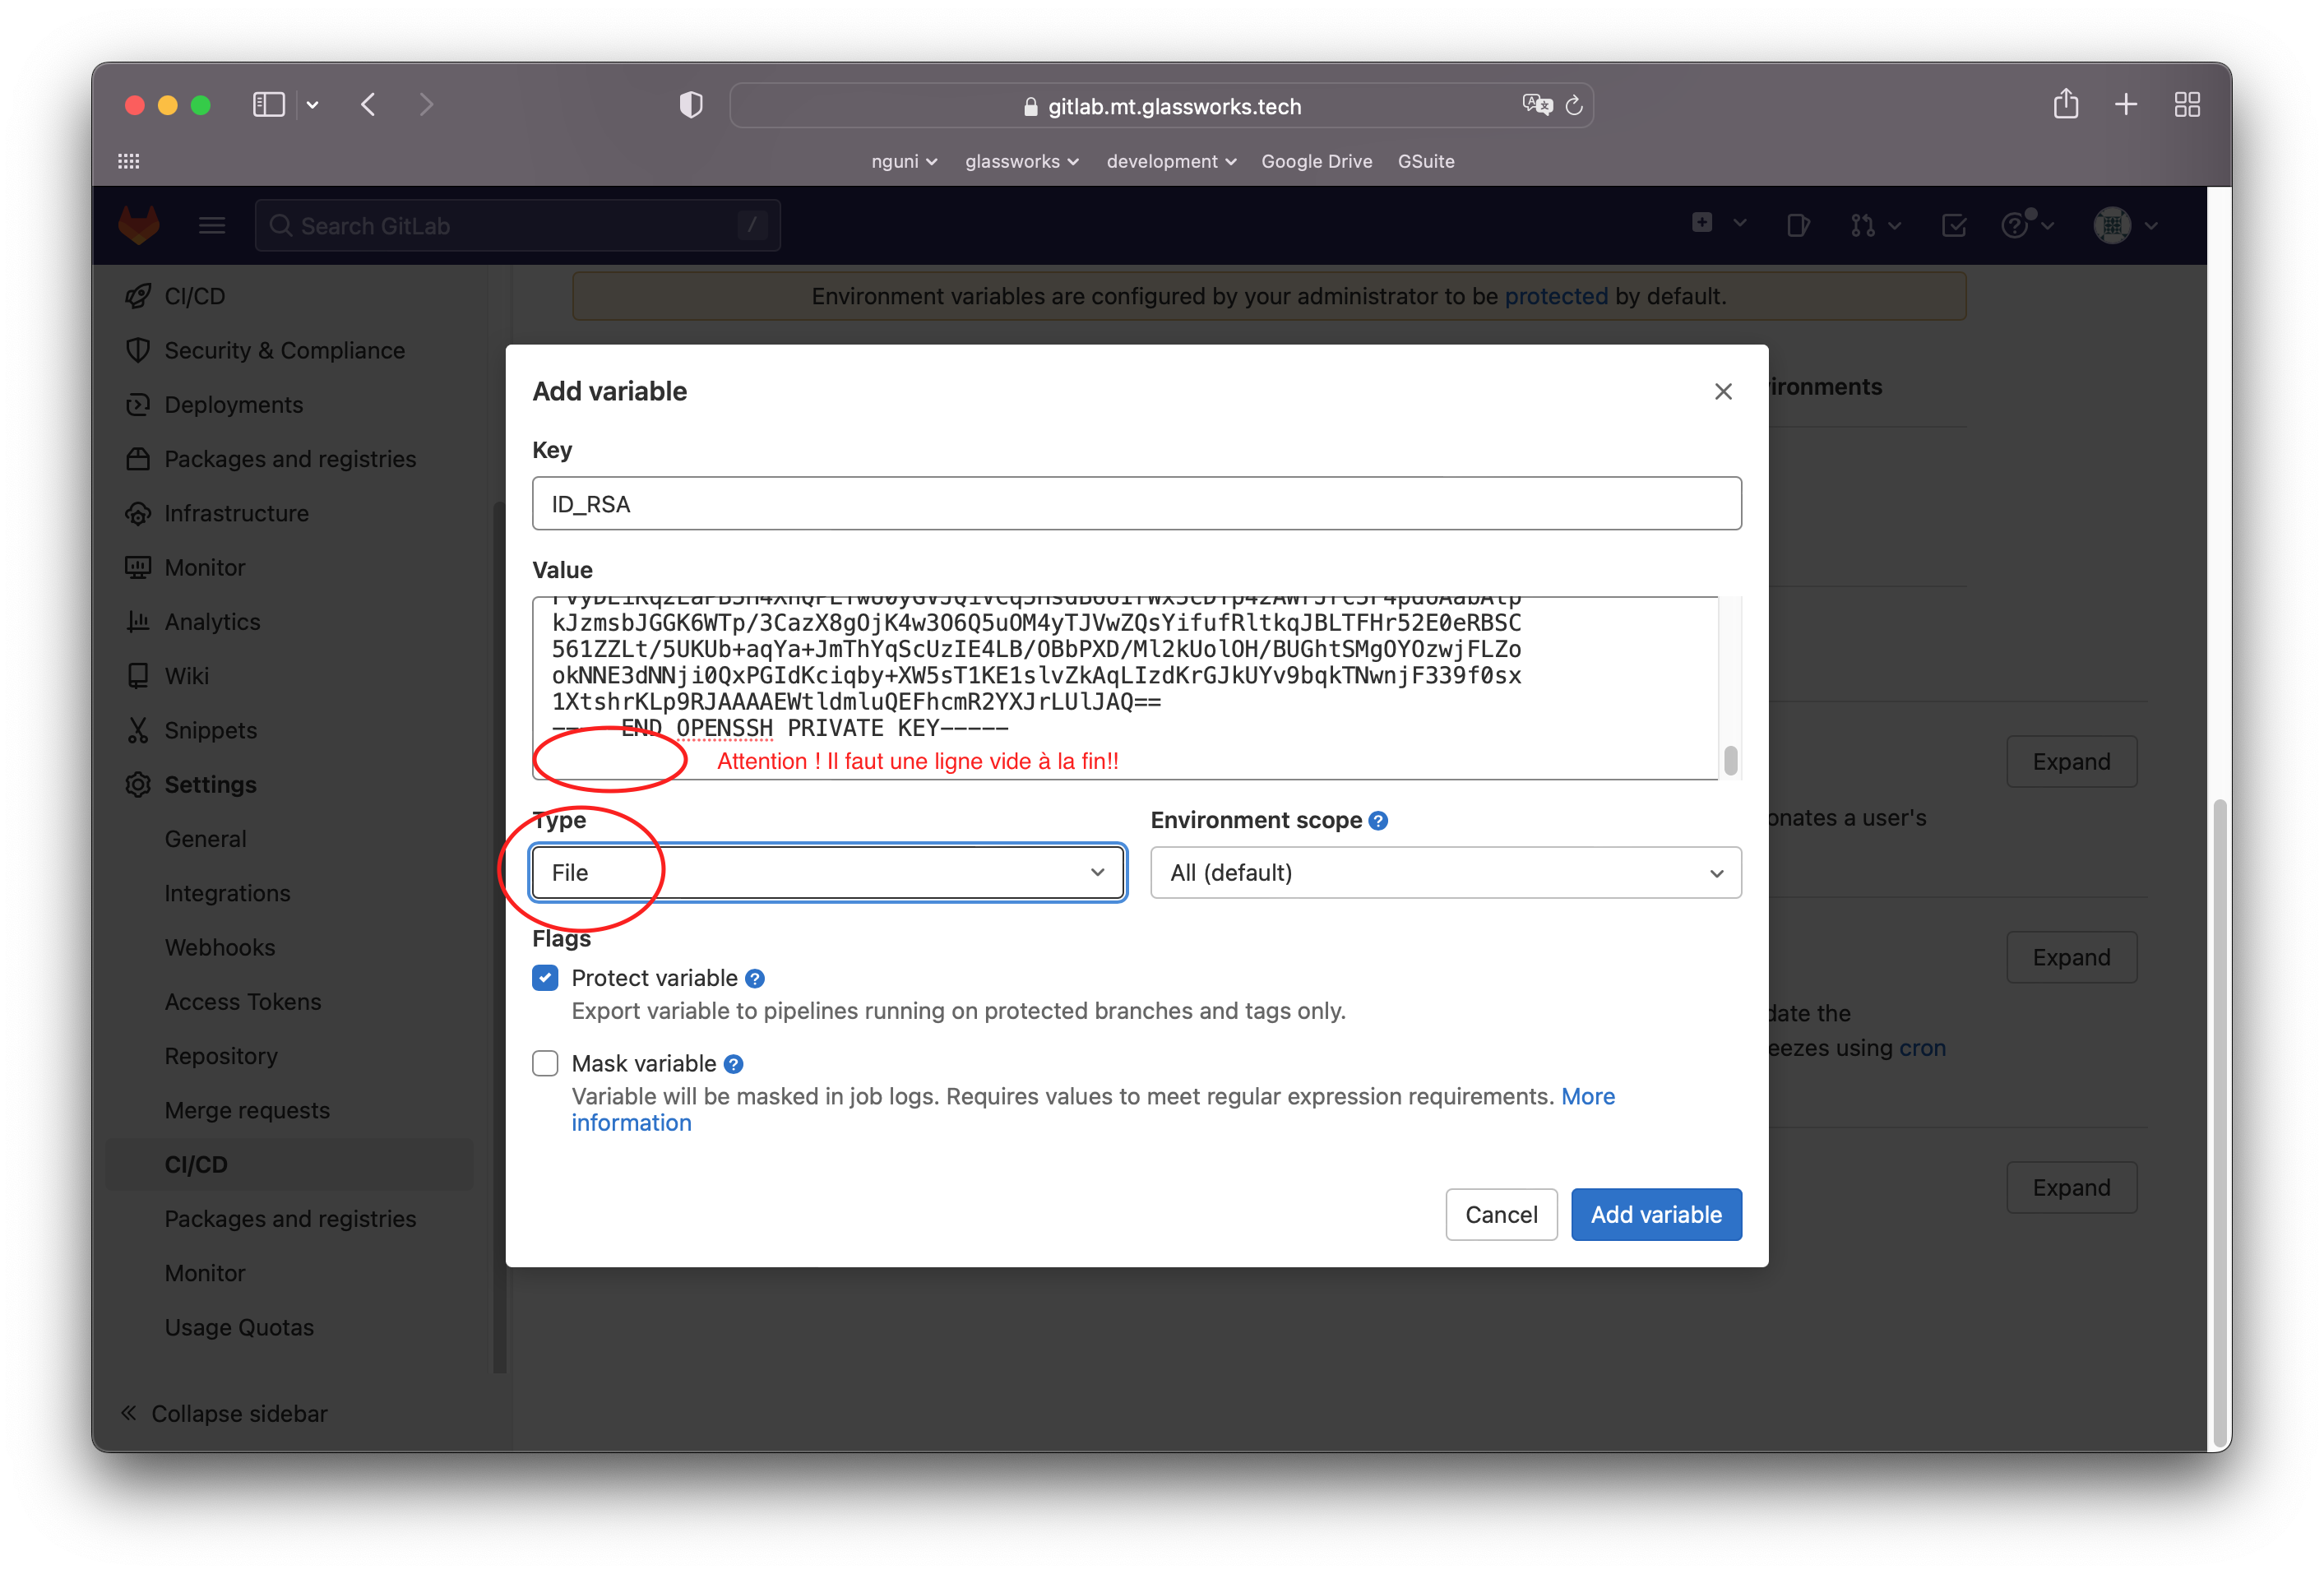 gitlab.mt.glassworks.tech
nguni
glassworks
development
Google Drive
GSuite
Search GitLab
/
CI/CD
Security & Compliance
Deployments
Packages and registries
Infrastructure
Monitor
Analytics
Wiki
Snippets
Settings
General
Integrations
Webhooks
Access Tokens
Repository
Merge requests
CI/CD
Packages and registries
Monitor
Usage Quotas
Collapse sidebar
Environment variables are configured by your administrator to be protected by default.
ironments
Add variable
Key
ID_RSA
Value
kJzmsbJGGK6WTp/3CazX8gOjK4w3O6Q5uOM4yTJVwZQsYifufRltkqJBLTFHr52E0eRBSC
561ZZLt/5UKUb+aqYa+JmThYqScUzIE4LB/OBbPXD/Ml2kUolOH/BUGhtSMgOYOzwjFLZo
okNNE3dNNji0QxPGIdKciqby+XW5sT1KE1slvZkAqLIzdKrGJkUYv9bqkTNwnjF339f0sx
1XtshrKLp9RJAAAAEWtldmluQEFhcmR2YXJrLUlJAQ==
-----END OPENSSH PRIVATE KEY-----
Attention ! Il faut une ligne vide à la fin!!
Type
File
Environment scope
All (default)
Flags
Protect variable
Export variable to pipelines running on protected branches and tags only.
Mask variable
Variable will be masked in job logs. Requires values to meet regular expression requirements. More
information
Cancel
Add variable
Expand
onates a user's
Expand
date the
eezes using cron
Expand